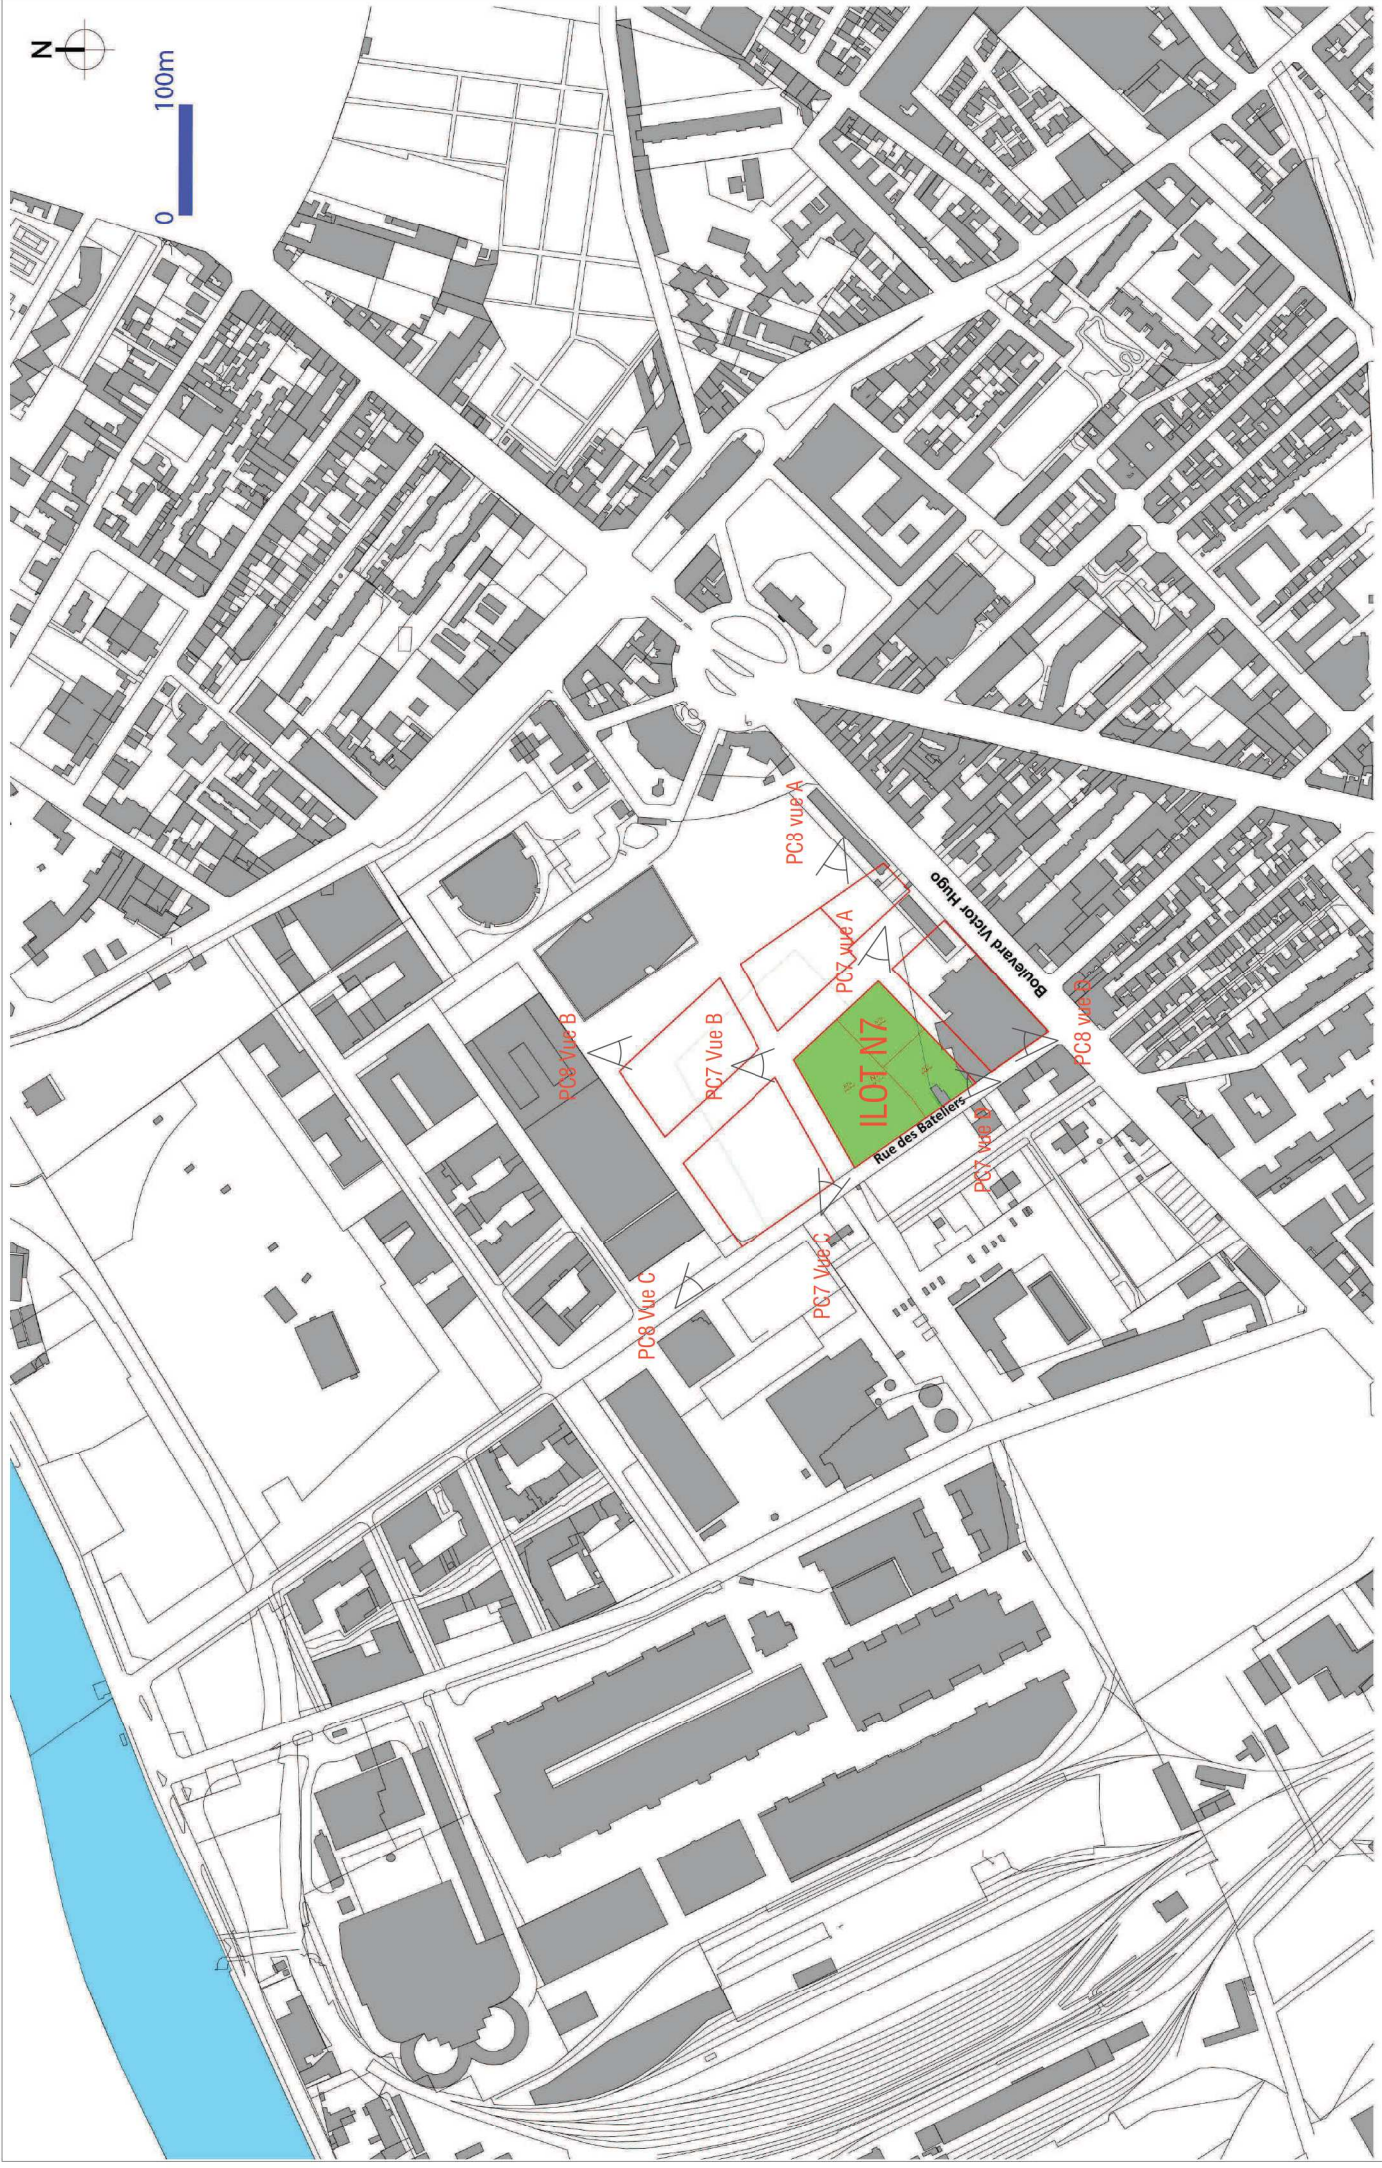 N
0 100m
PC8 vue A
PC7 vue A
Boulevard Victor Hugo
PC8 Vue B
PC7 Vue B
ILOT N7
Rue des Bateliers
PC8 vue D
PC7 vue D
PC7 Vue C
PC8 Vue C